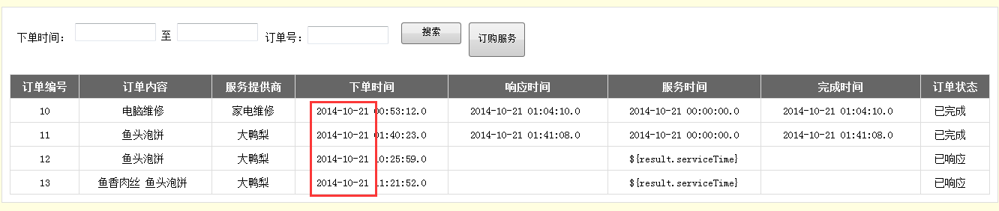 下单时间： 至 订单号： 搜索 订购服务
订单编号 订单内容 服务提供商 下单时间 响应时间 服务时间 完成时间 订单状态
10 电脑维修 家电维修 2014-10-21 00:53:12.0 2014-10-21 01:04:10.0 2014-10-21 00:00:00.0 2014-10-21 01:04:10.0 已完成
11 鱼头泡饼 大鸭梨 2014-10-21 01:40:23.0 2014-10-21 01:41:08.0 2014-10-21 00:00:00.0 2014-10-21 01:41:08.0 已完成
12 鱼头泡饼 大鸭梨 2014-10-21 10:25:59.0 ${result.serviceTime} 已响应
13 鱼香肉丝 鱼头泡饼 大鸭梨 2014-10-21 11:21:52.0 ${result.serviceTime} 已响应